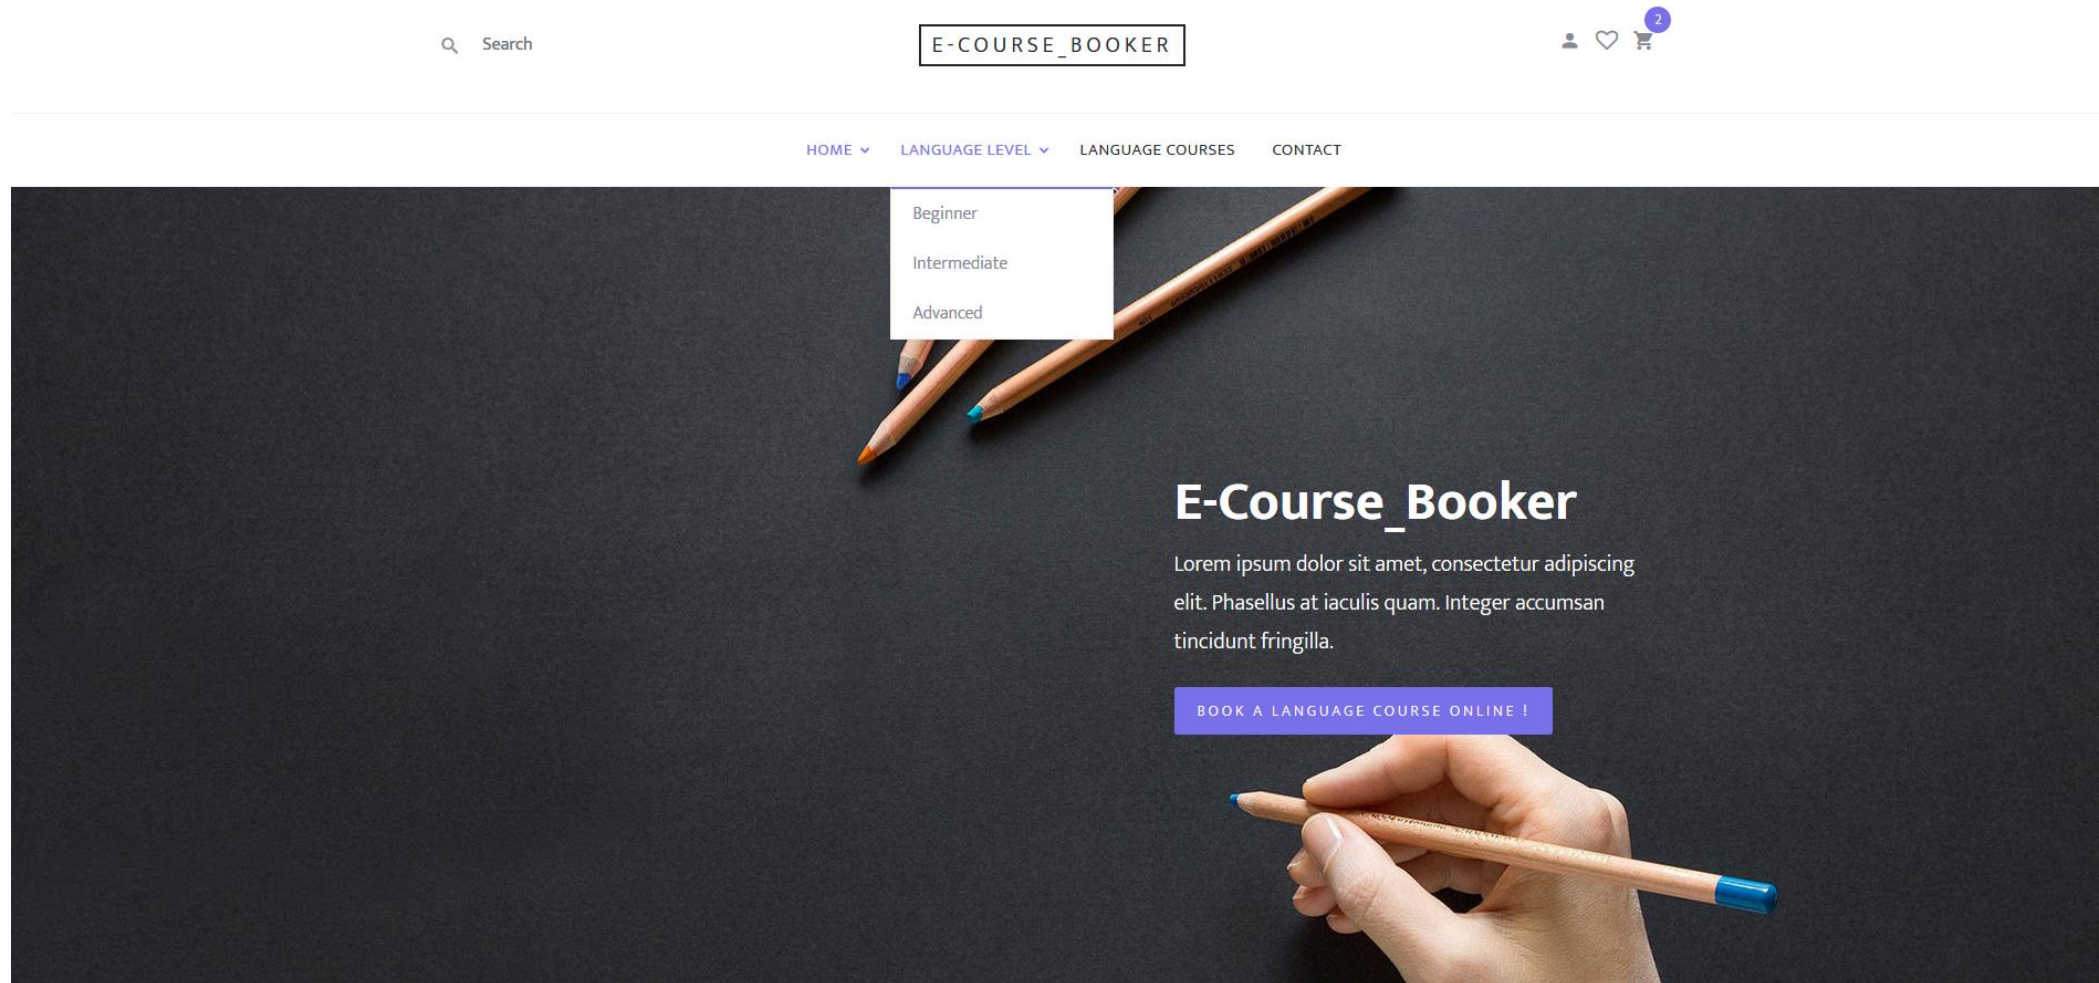 Search
E-COURSE_BOOKER
2
HOME
LANGUAGE LEVEL
LANGUAGE COURSES
CONTACT
Beginner
Intermediate
Advanced
E-Course_Booker
Lorem ipsum dolor sit amet, consectetur adipiscing
elit. Phasellus at iaculis quam. Integer accumsan
tincidunt fringilla.
BOOK A LANGUAGE COURSE ONLINE !